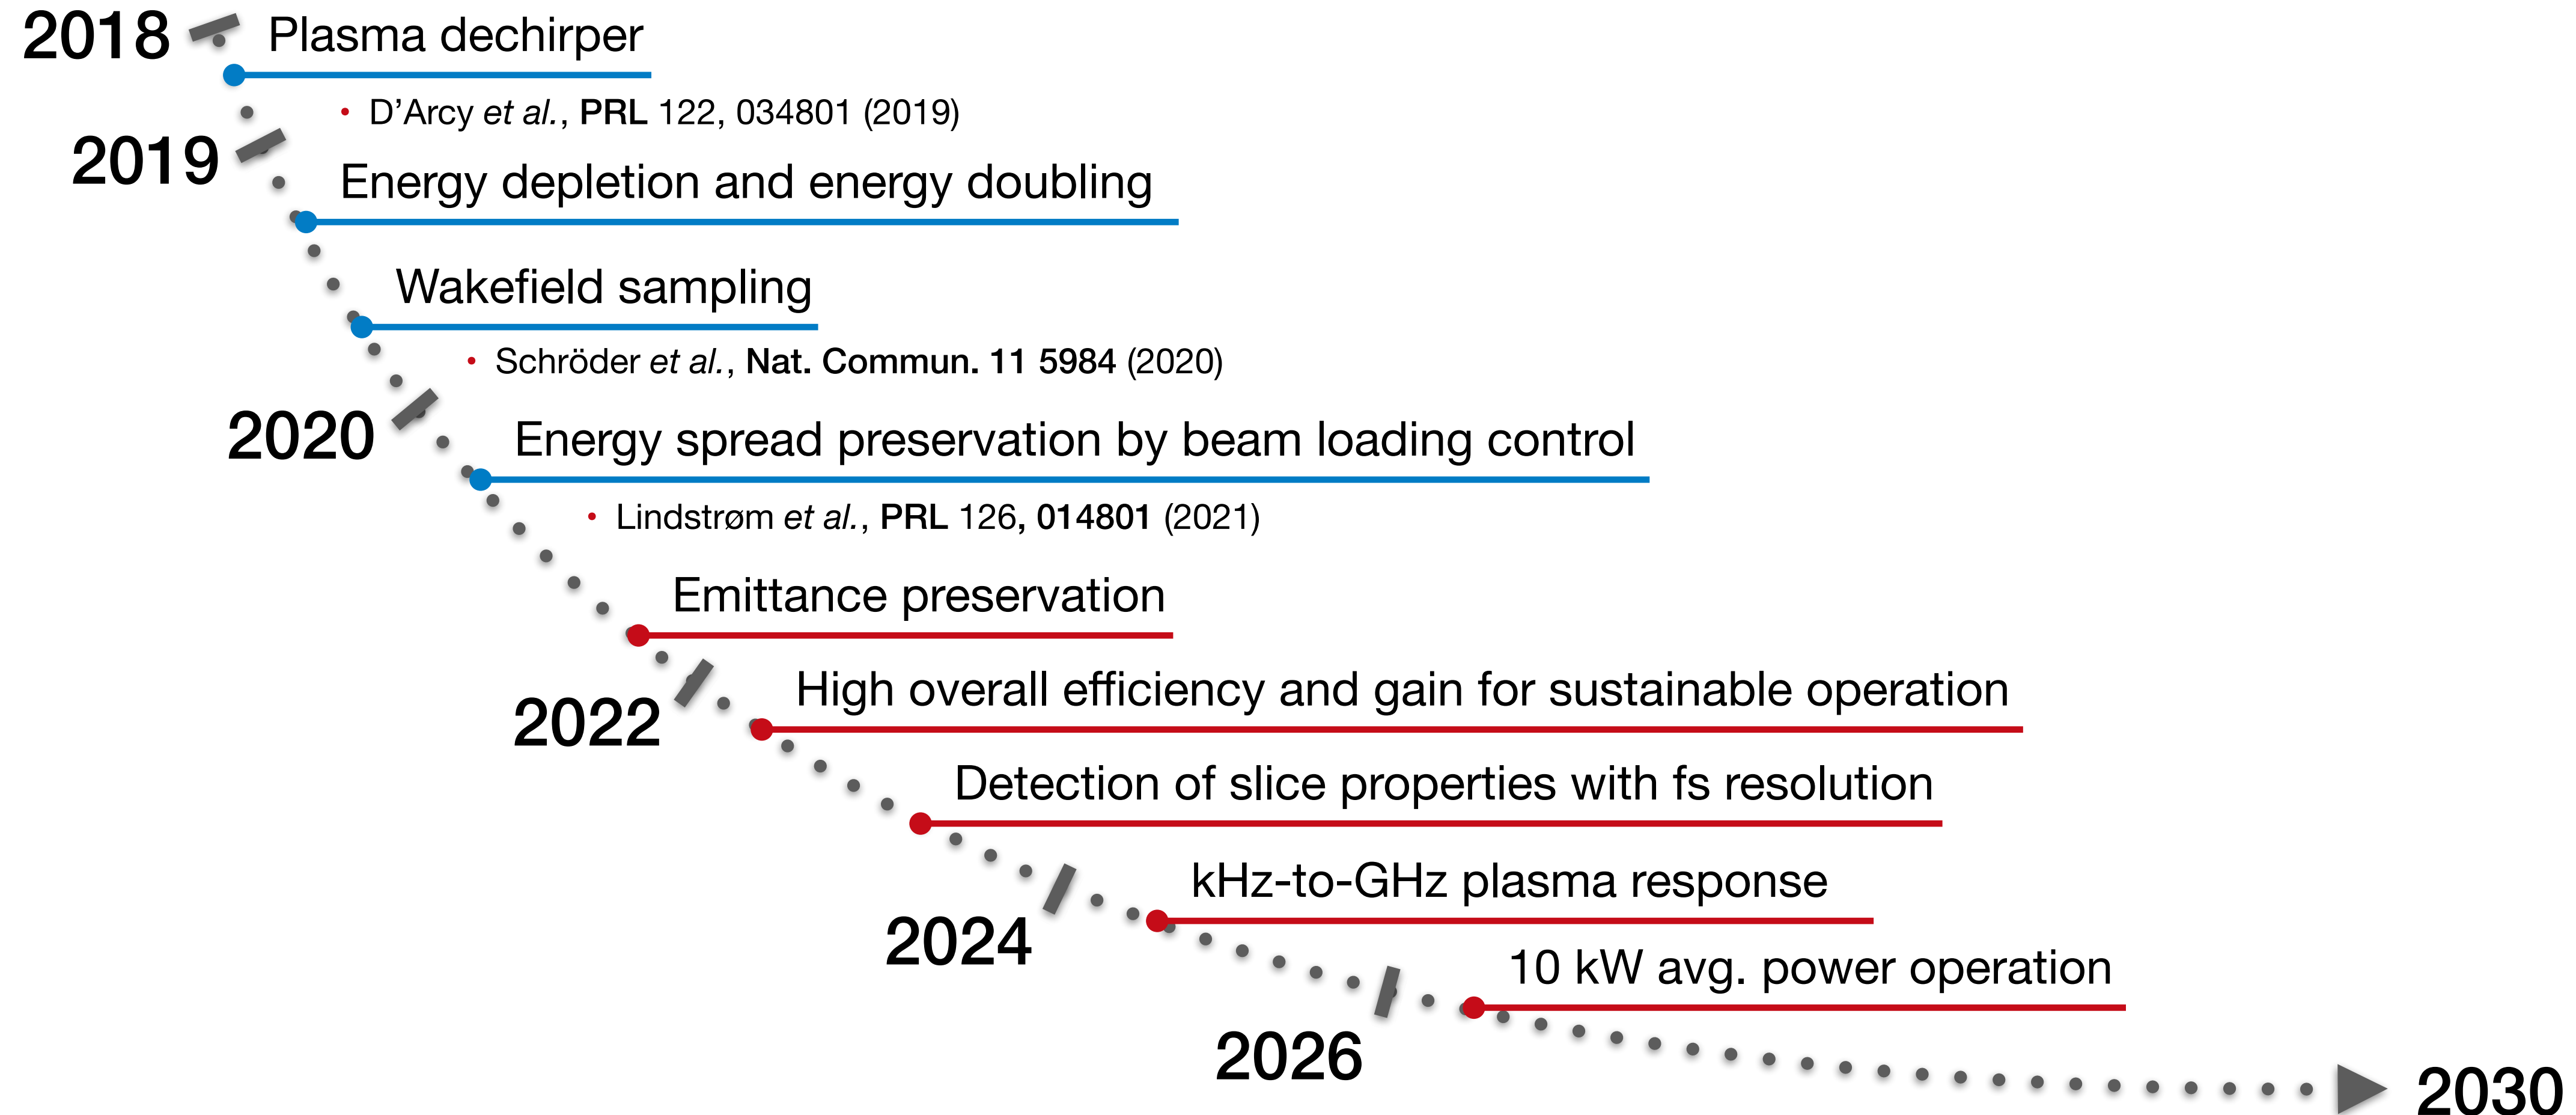 2018
Plasma dechirper
• D’Arcy et al., PRL 122, 034801 (2019)
2019
Energy depletion and energy doubling
Wakefield sampling
• Schröder et al., Nat. Commun. 11 5984 (2020)
2020
Energy spread preservation by beam loading control
• Lindstrøm et al., PRL 126, 014801 (2021)
Emittance preservation
2022
High overall efficiency and gain for sustainable operation
Detection of slice properties with fs resolution
2024
kHz-to-GHz plasma response
10 kW avg. power operation
2026
2030